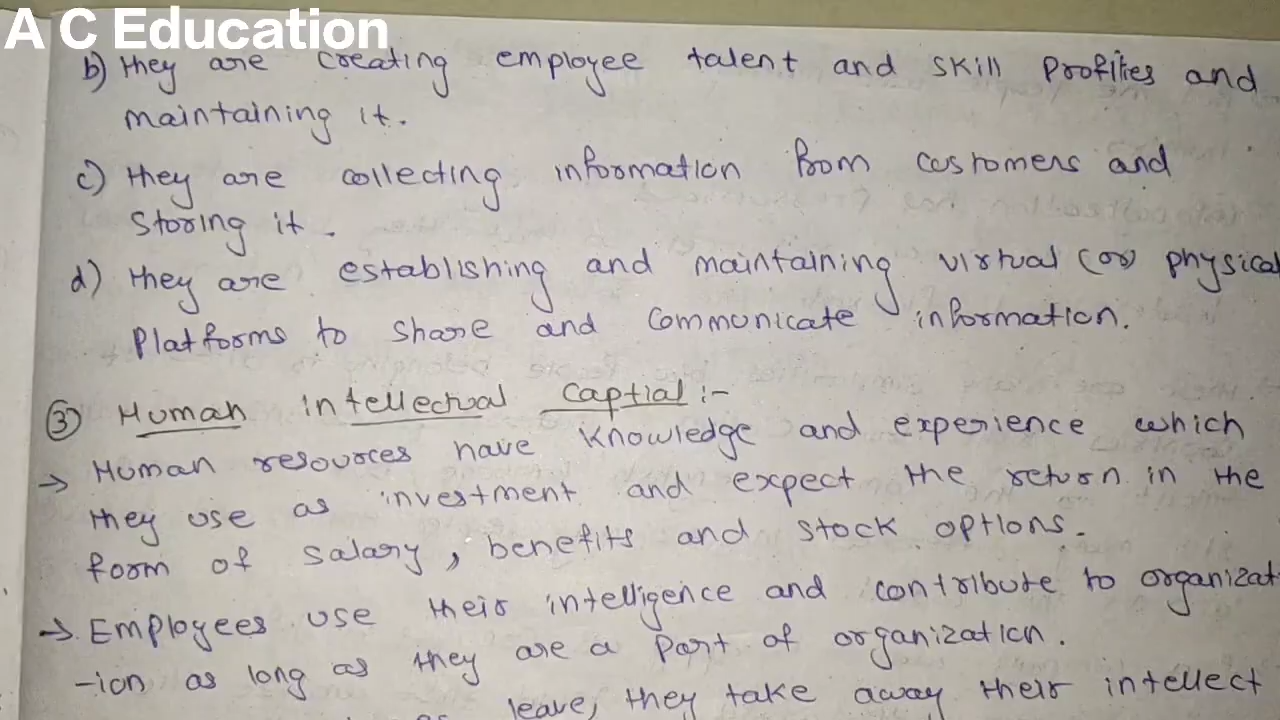 A C Education
b) they are creating employee talent and skill profiles and
maintaining it.
c) they are collecting information from customers and
storing it.
d) they are establishing and maintaining virtual (or) physical
Platforms to share and communicate information.
③ Human intellectual Captial :-
→ Human resources have knowledge and experience which
they use as investment and expect the return in the
form of salary, benefits and stock options.
→ Employees use their intelligence and contribute to organizat
-ion as long as they are a part of organization.
leave, they take away their intellect